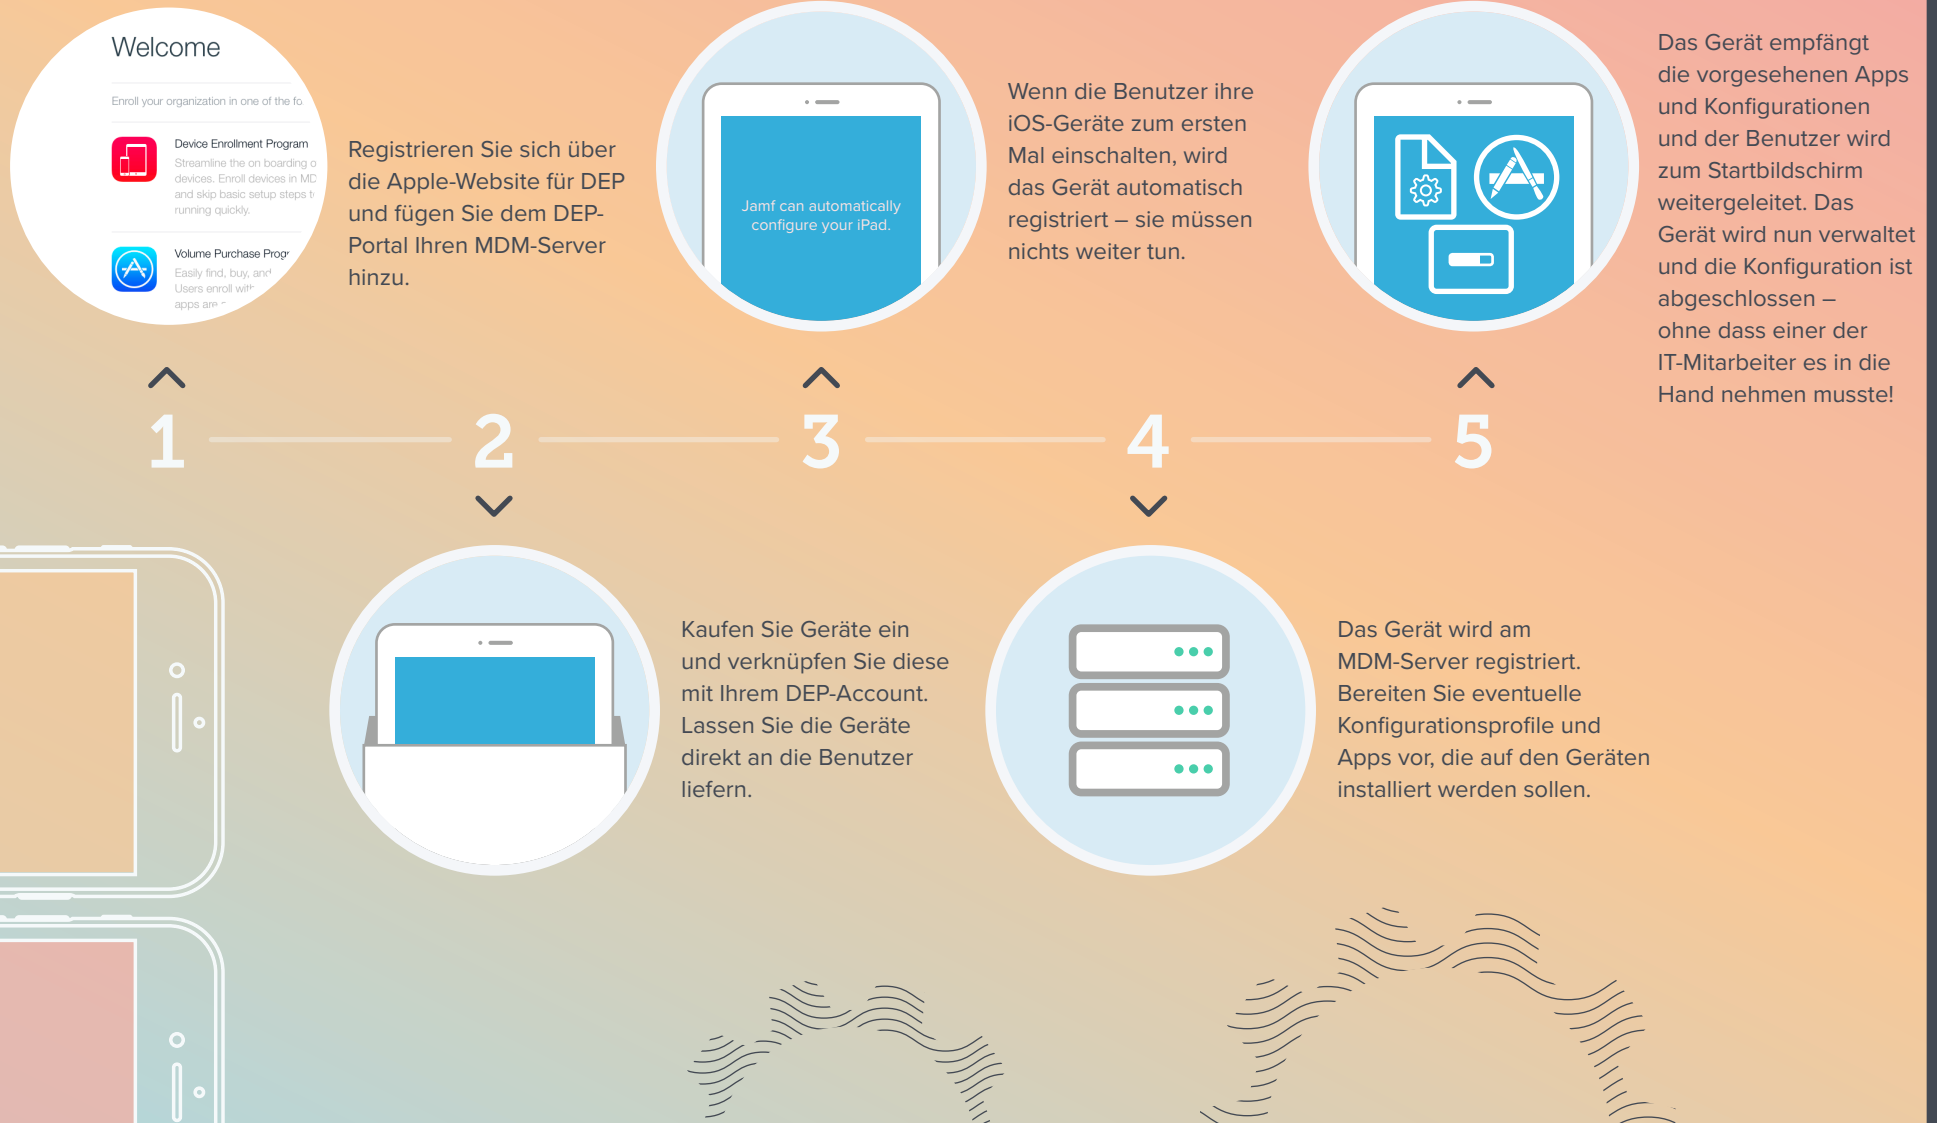 Welcome
Enroll your organization in one of the
Device Enrollment Program
Streamline the on boarding
devices. Enroll devices in
and skip basic setup steps
running quickly.
Volume Purchase
Easily find, buy, and
Users enroll
apps are
Registrieren Sie sich über
die Apple-Website für DEP
und fügen Sie dem DEP-
Portal Ihren MDM-Server
hinzu.
1
2
Kaufen Sie Geräte ein
und verknüpfen Sie diese
mit Ihrem DEP-Account.
Lassen Sie die Geräte
direkt an die Benutzer
liefern.
Jamf can automatically
configure your iPad.
Wenn die Benutzer ihre
iOS-Geräte zum ersten
Mal einschalten, wird
das Gerät automatisch
registriert – sie müssen
nichts weiter tun.
3
4
Das Gerät wird am
MDM-Server registriert.
Bereiten Sie eventuelle
Konfigurationsprofile und
Apps vor, die auf den Geräten
installiert werden sollen.
Das Gerät empfängt
die vorgesehenen Apps
und Konfigurationen
und der Benutzer wird
zum Startbildschirm
weitergeleitet. Das
Gerät wird nun verwaltet
und die Konfiguration ist
abgeschlossen –
ohne dass einer der
IT-Mitarbeiter es in die
Hand nehmen musste!
5